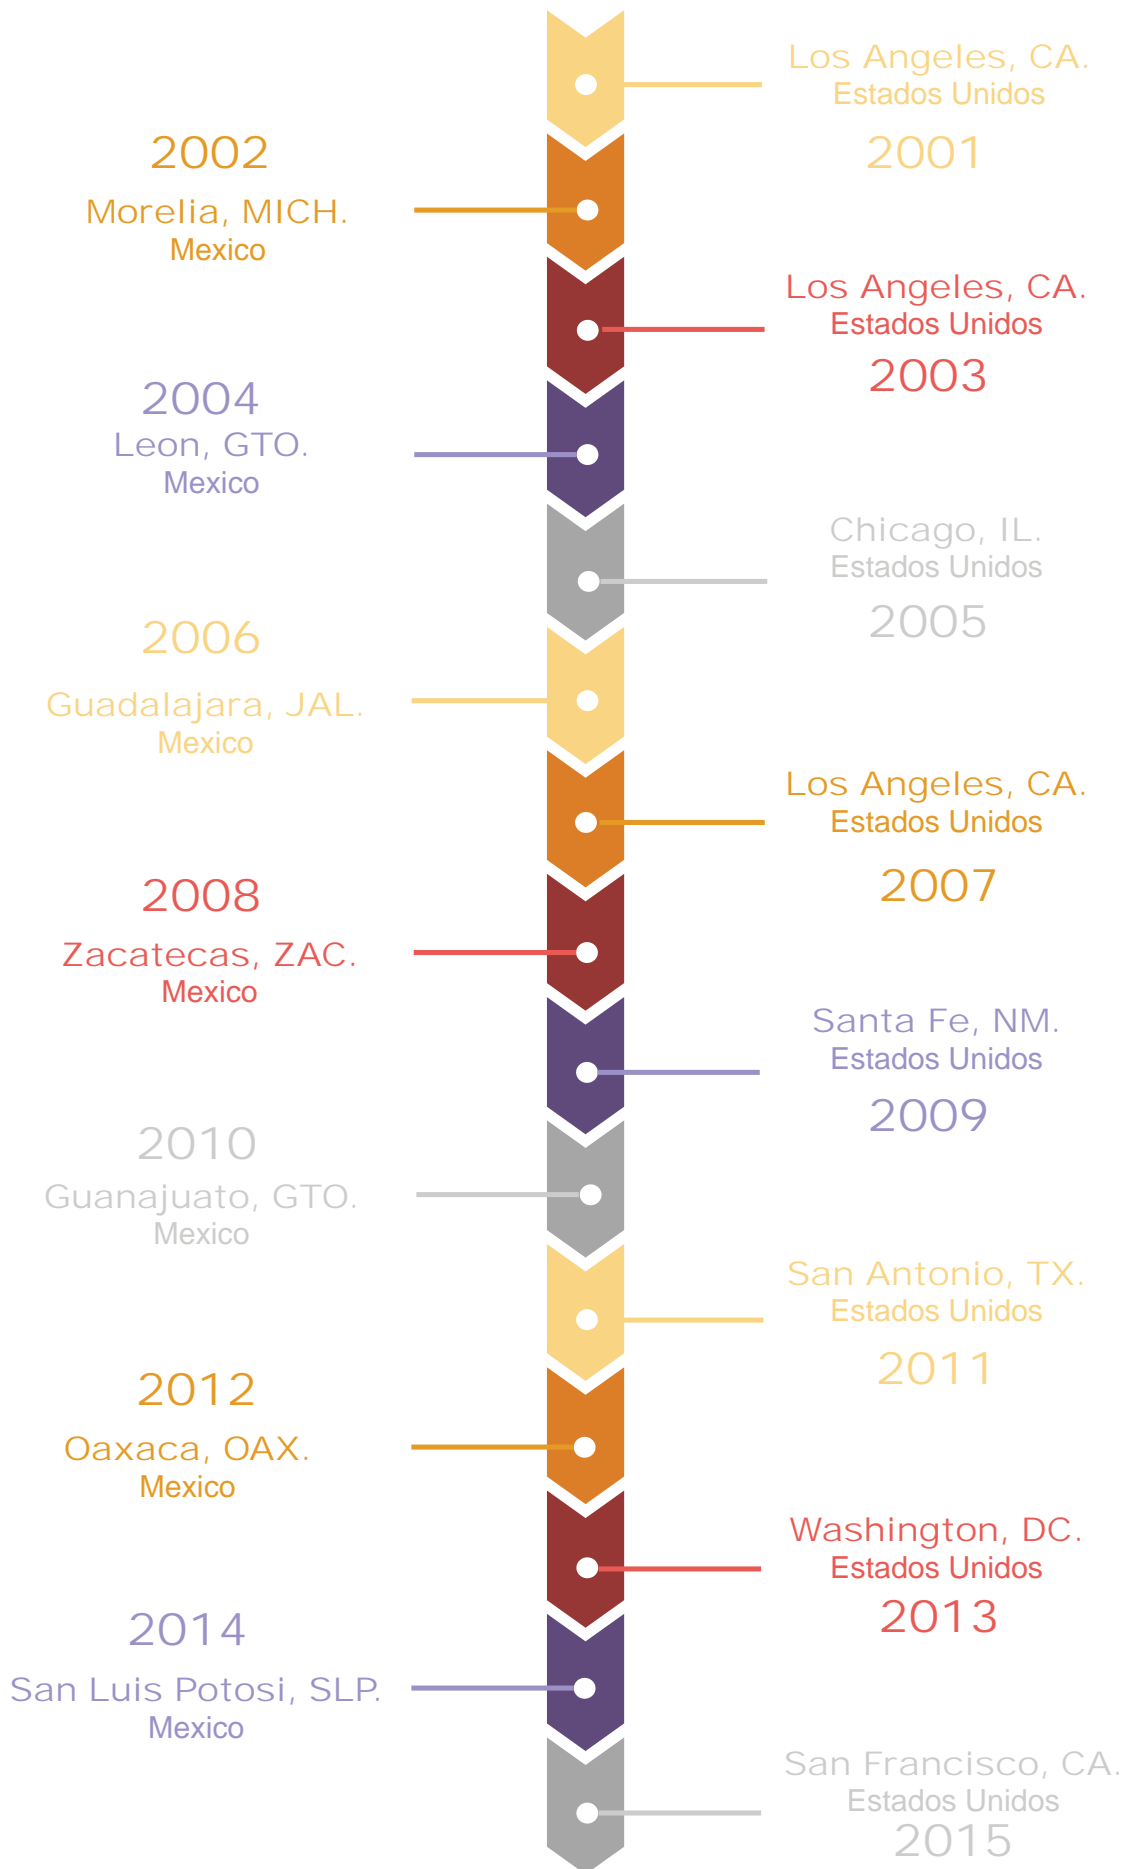 Los Angeles, CA.
Estados Unidos
2001
2002
Morelia, MICH.
Mexico
Los Angeles, CA.
Estados Unidos
2003
2004
Leon, GTO.
Mexico
Chicago, IL.
Estados Unidos
2005
2006
Guadalajara, JAL.
Mexico
Los Angeles, CA.
Estados Unidos
2007
2008
Zacatecas, ZAC.
Mexico
Santa Fe, NM.
Estados Unidos
2009
2010
Guanajuato, GTO.
Mexico
San Antonio, TX.
Estados Unidos
2011
2012
Oaxaca, OAX.
Mexico
Washington, DC.
Estados Unidos
2013
2014
San Luis Potosi, SLP.
Mexico
San Francisco, CA.
Estados Unidos
2015